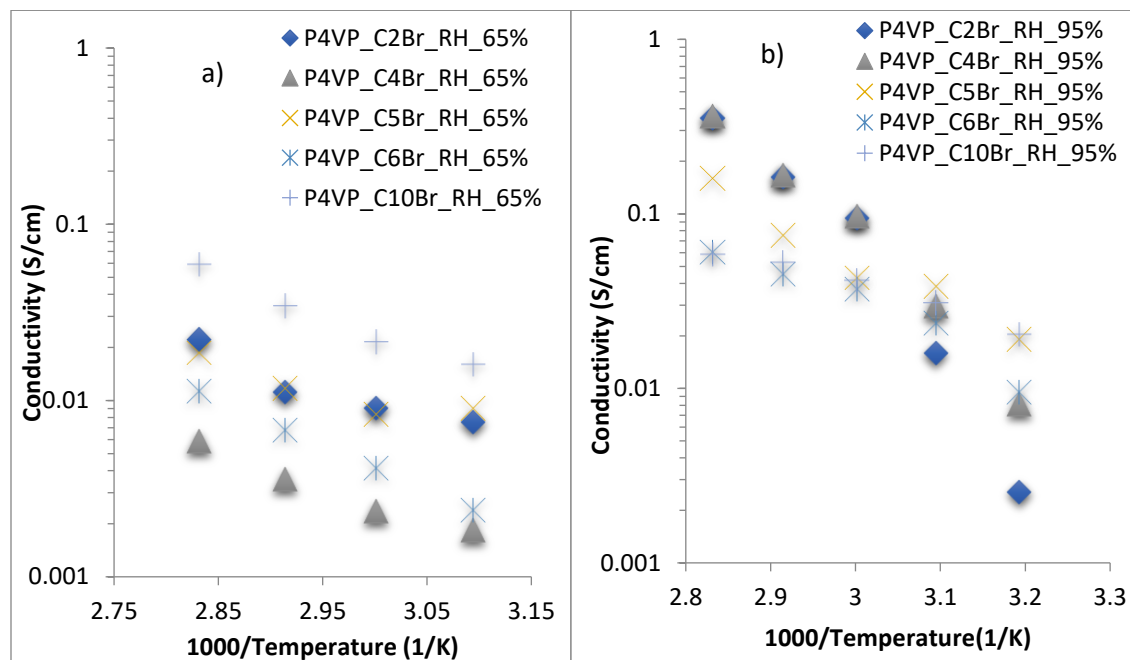 a)
P4VP_C2Br_RH_65%
P4VP_C4Br_RH_65%
P4VP_C5Br_RH_65%
P4VP_C6Br_RH_65%
P4VP_C10Br_RH_65%
Conductivity (S/cm)
1
0.1
0.01
0.001
2.75
2.85
2.95
3.05
3.15
1000/Temperature (1/K)
b)
P4VP_C2Br_RH_95%
P4VP_C4Br_RH_95%
P4VP_C5Br_RH_95%
P4VP_C6Br_RH_95%
P4VP_C10Br_RH_95%
Conductivity (S/cm)
1
0.1
0.01
0.001
2.8
2.9
3
3.1
3.2
3.3
1000/Temperature(1/K)